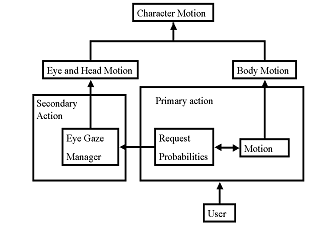 Character Motion
Eye and Head Motion
Body Motion
Secondary
Action
Primary action
Eye Gaze
Manager
Request
Probabilities
Motion
User